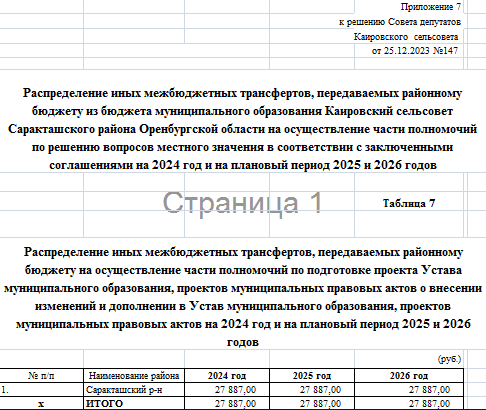 Приложение 7
к решению Совета депутатов
Каировского сельсовета
от 25.12.2023 №147
Распределение иных межбюджетных трансфертов, передаваемых районному
бюджету из бюджета муниципального образования Каировский сельсовет
Саракташского района Оренбургской области на осуществление части полномочий
по решению вопросов местного значения в соответствии с заключенными
соглашениями на 2024 год и на плановый период 2025 и 2026 годов
Страница 1
Таблица 7
Распределение иных межбюджетных трансфертов, передаваемых районному
бюджету на осуществление части полномочий по подготовке проекта Устава
муниципального образования, проектов муниципальных правовых актов о внесении
изменений и дополнении в Устав муниципального образования, проектов
муниципальных правовых актов на 2024 год и на плановый период 2025 и 2026
годов
(руб.)
№ п/п Наименование района 2024 год 2025 год 2026 год
1. Саракташский р-н 27 887,00 27 887,00 27 887,00
х ИТОГО 27 887,00 27 887,00 27 887,00